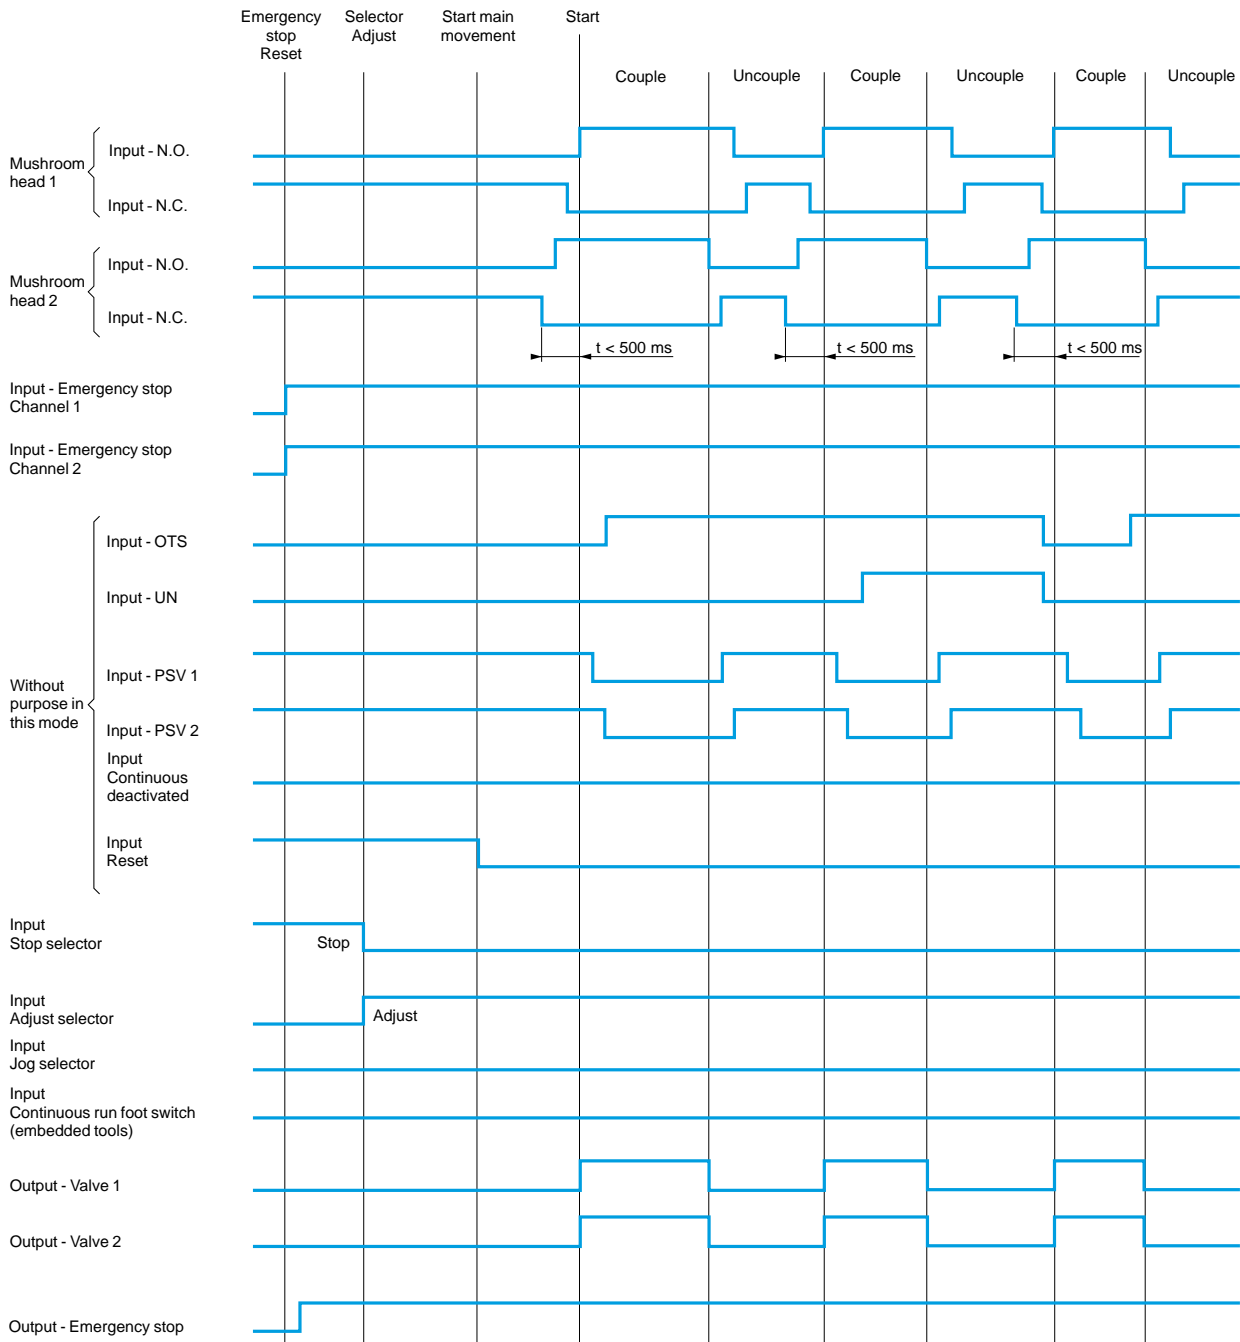 Emergency
stop
Reset
Selector
Adjust
Start main
movement
Start
Couple
Uncouple
Couple
Uncouple
Couple
Uncouple
Mushroom
head 1
Input - N.O.
Input - N.C.
Mushroom
head 2
Input - N.O.
Input - N.C.
t < 500 ms
t < 500 ms
t < 500 ms
Input - Emergency stop
Channel 1
Input - Emergency stop
Channel 2
Without
purpose in
this mode
Input - OTS
Input - UN
Input - PSV 1
Input - PSV 2
Input
Continuous
deactivated
Input
Reset
Input
Stop selector
Stop
Input
Adjust selector
Adjust
Input
Jog selector
Input
Continuous run foot switch
(embedded tools)
Output - Valve 1
Output - Valve 2
Output - Emergency stop